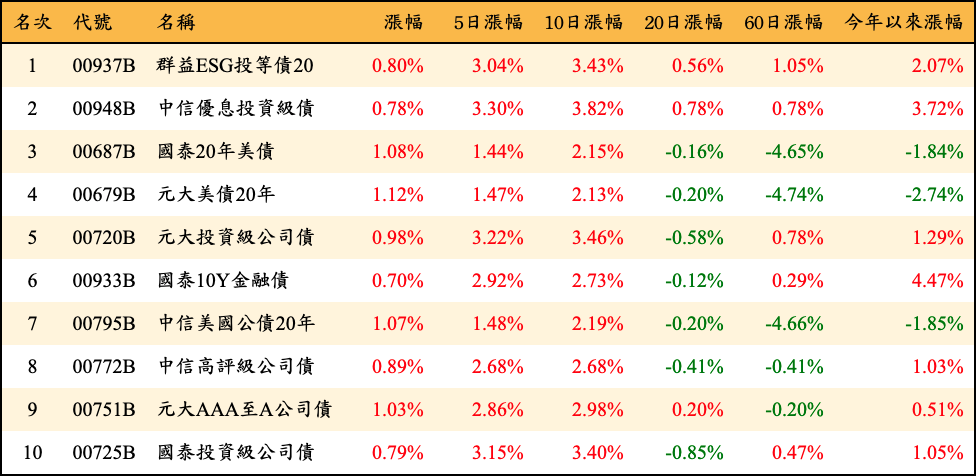 名次 代號 名稱 漲幅 5日漲幅 10日漲幅 20日漲幅 60日漲幅 今年以來漲幅
1 00937B 群益ESG投等債20 0.80% 3.04% 3.43% 0.56% 1.05% 2.07%
2 00948B 中信優息投資級債 0.78% 3.30% 3.82% 0.78% 0.78% 3.72%
3 00687B 國泰20年美債 1.08% 1.44% 2.15% -0.16% -4.65% -1.84%
4 00679B 元大美債20年 1.12% 1.47% 2.13% -0.20% -4.74% -2.74%
5 00720B 元大投資級公司債 0.98% 3.22% 3.46% -0.58% 0.78% 1.29%
6 00933B 國泰10Y金融債 0.70% 2.92% 2.73% -0.12% 0.29% 4.47%
7 00795B 中信美國公債20年 1.07% 1.48% 2.19% -0.20% -4.66% -1.85%
8 00772B 中信高評級公司債 0.89% 2.68% 2.68% -0.41% -0.41% 1.03%
9 00751B 元大AAA至A公司債 1.03% 2.86% 2.98% 0.20% -0.20% 0.51%
10 00725B 國泰投資級公司債 0.79% 3.15% 3.40% -0.85% 0.47% 1.05%